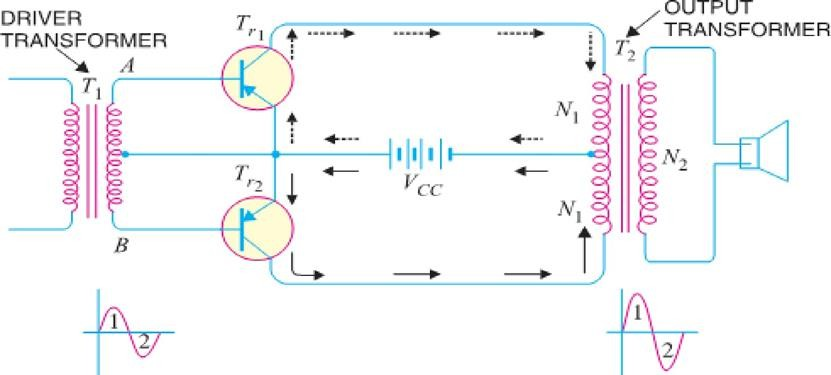 DRIVER
TRANSFORMER
OUTPUT
TRANSFORMER
Tr1
T1
A
T2
N1
N2
Tr2
VCC
N1
B
1
2
1
2